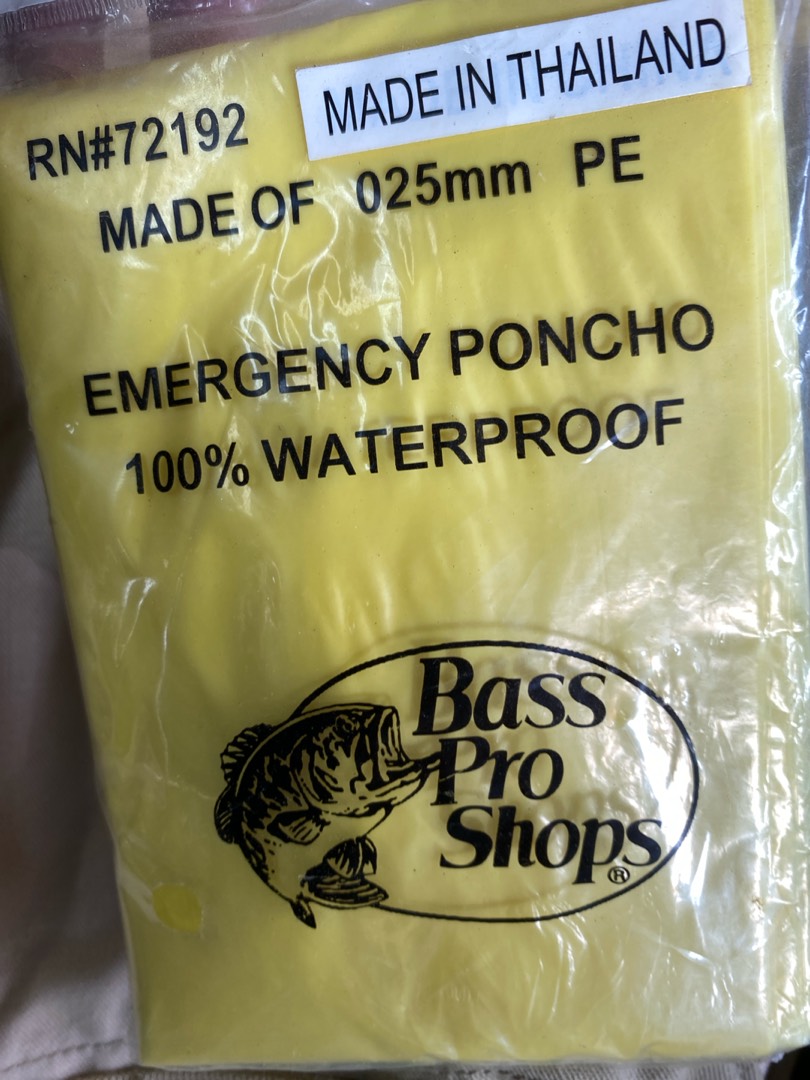 MADE IN THAILAND
RN#72192
MADE OF 025mm PE
EMERGENCY PONCHO
100% WATERPROOF
Bass
Pro
Shops
®